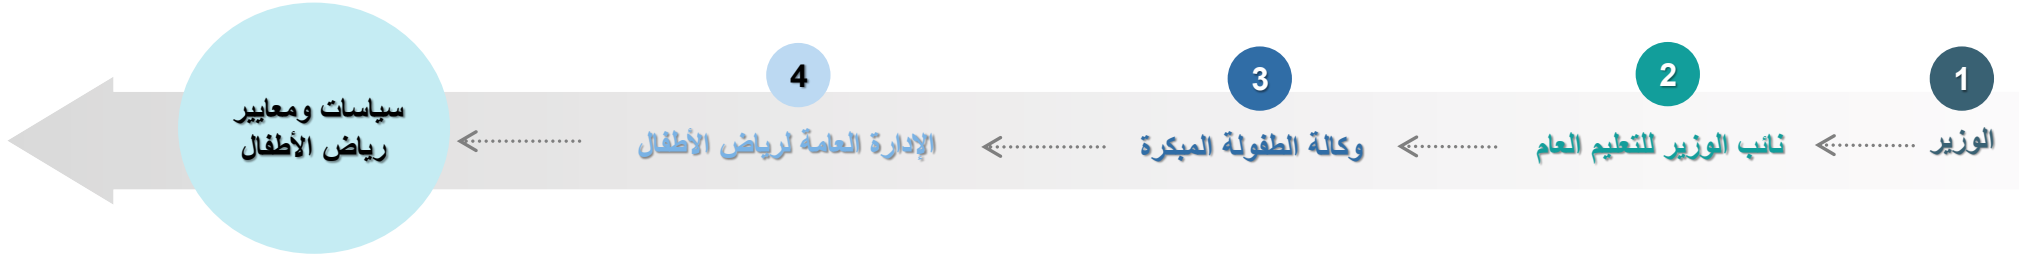 1
الوزير
2
نائب الوزير للتعليم العام
3
وكالة الطفولة المبكرة
4
الإدارة العامة لرياض الأطفال
سياسات ومعايير
رياض الأطفال